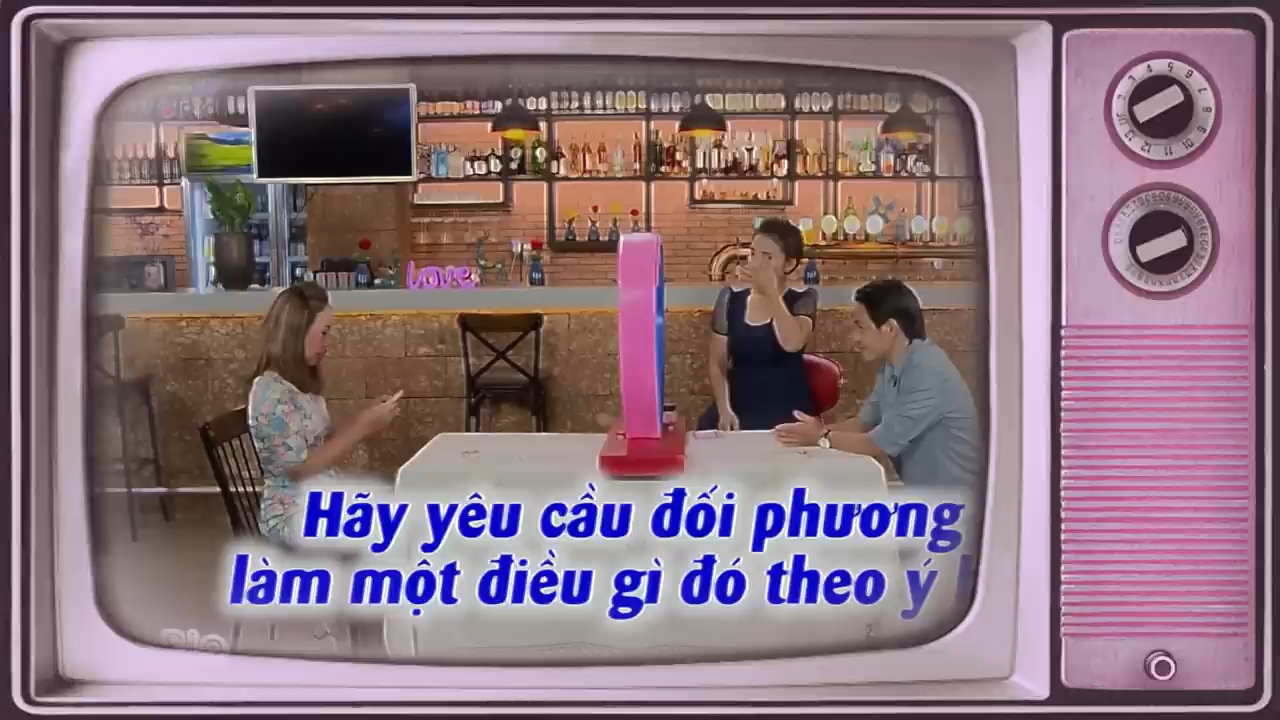 Love
Hãy yêu cầu đối phương
làm một điều gì đó theo ý